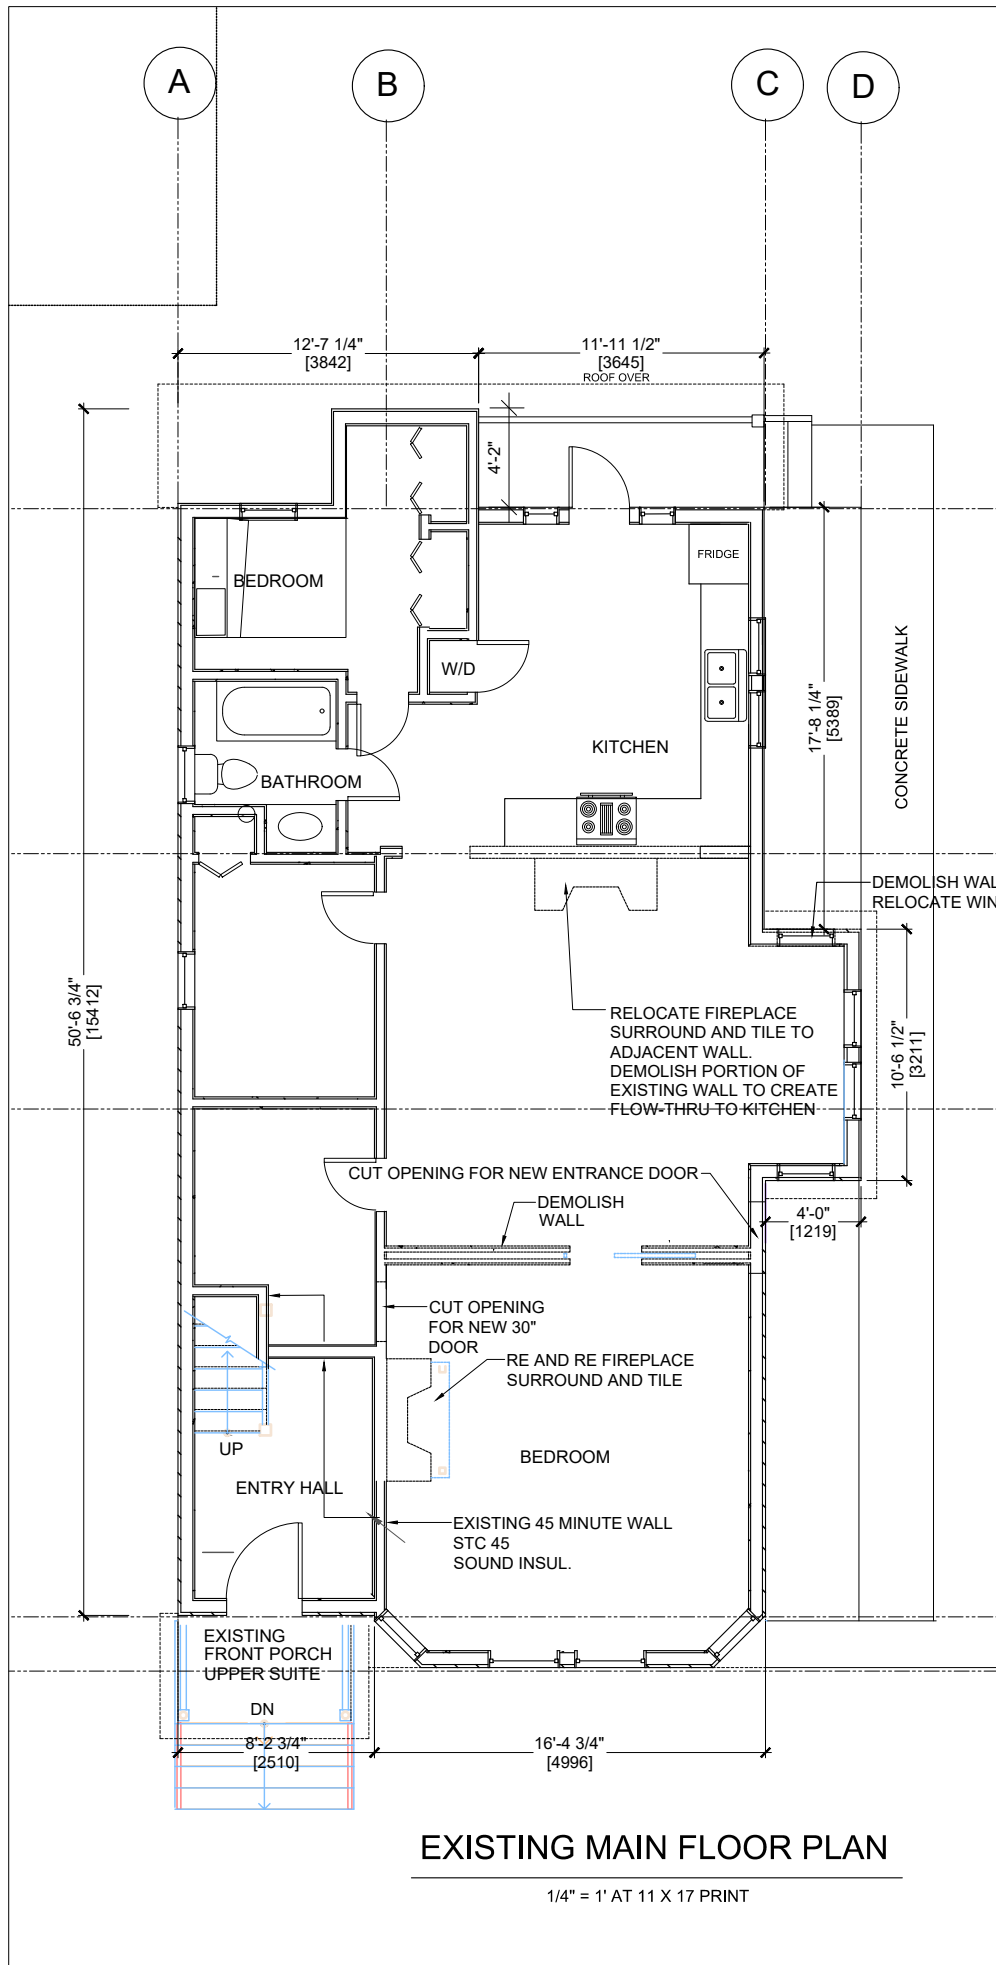 A
B
C
D
12'-7 1/4"
[3842]
11'-11 1/2"
[3645]
ROOF OVER
4'-2"
FRIDGE
BEDROOM
W/D
KITCHEN
BATHROOM
17'-8 1/4"
[5389]
CONCRETE SIDEWALK
DEMOLISH WAL
RELOCATE WIN
50'-6 3/4"
[15412]
RELOCATE FIREPLACE
SURROUND AND TILE TO
ADJACENT WALL.
DEMOLISH PORTION OF
EXISTING WALL TO CREATE
FLOW-THRU TO KITCHEN
10'-6 1/2"
[3211]
CUT OPENING FOR NEW ENTRANCE DOOR
DEMOLISH
WALL
4'-0"
[1219]
CUT OPENING
FOR NEW 30"
DOOR
RE AND RE FIREPLACE
SURROUND AND TILE
UP
BEDROOM
ENTRY HALL
EXISTING 45 MINUTE WALL
STC 45
SOUND INSUL.
EXISTING
FRONT PORCH
UPPER SUITE
DN
8'-2 3/4"
[2510]
16'-4 3/4"
[4996]
EXISTING MAIN FLOOR PLAN
1/4" = 1' AT 11 X 17 PRINT